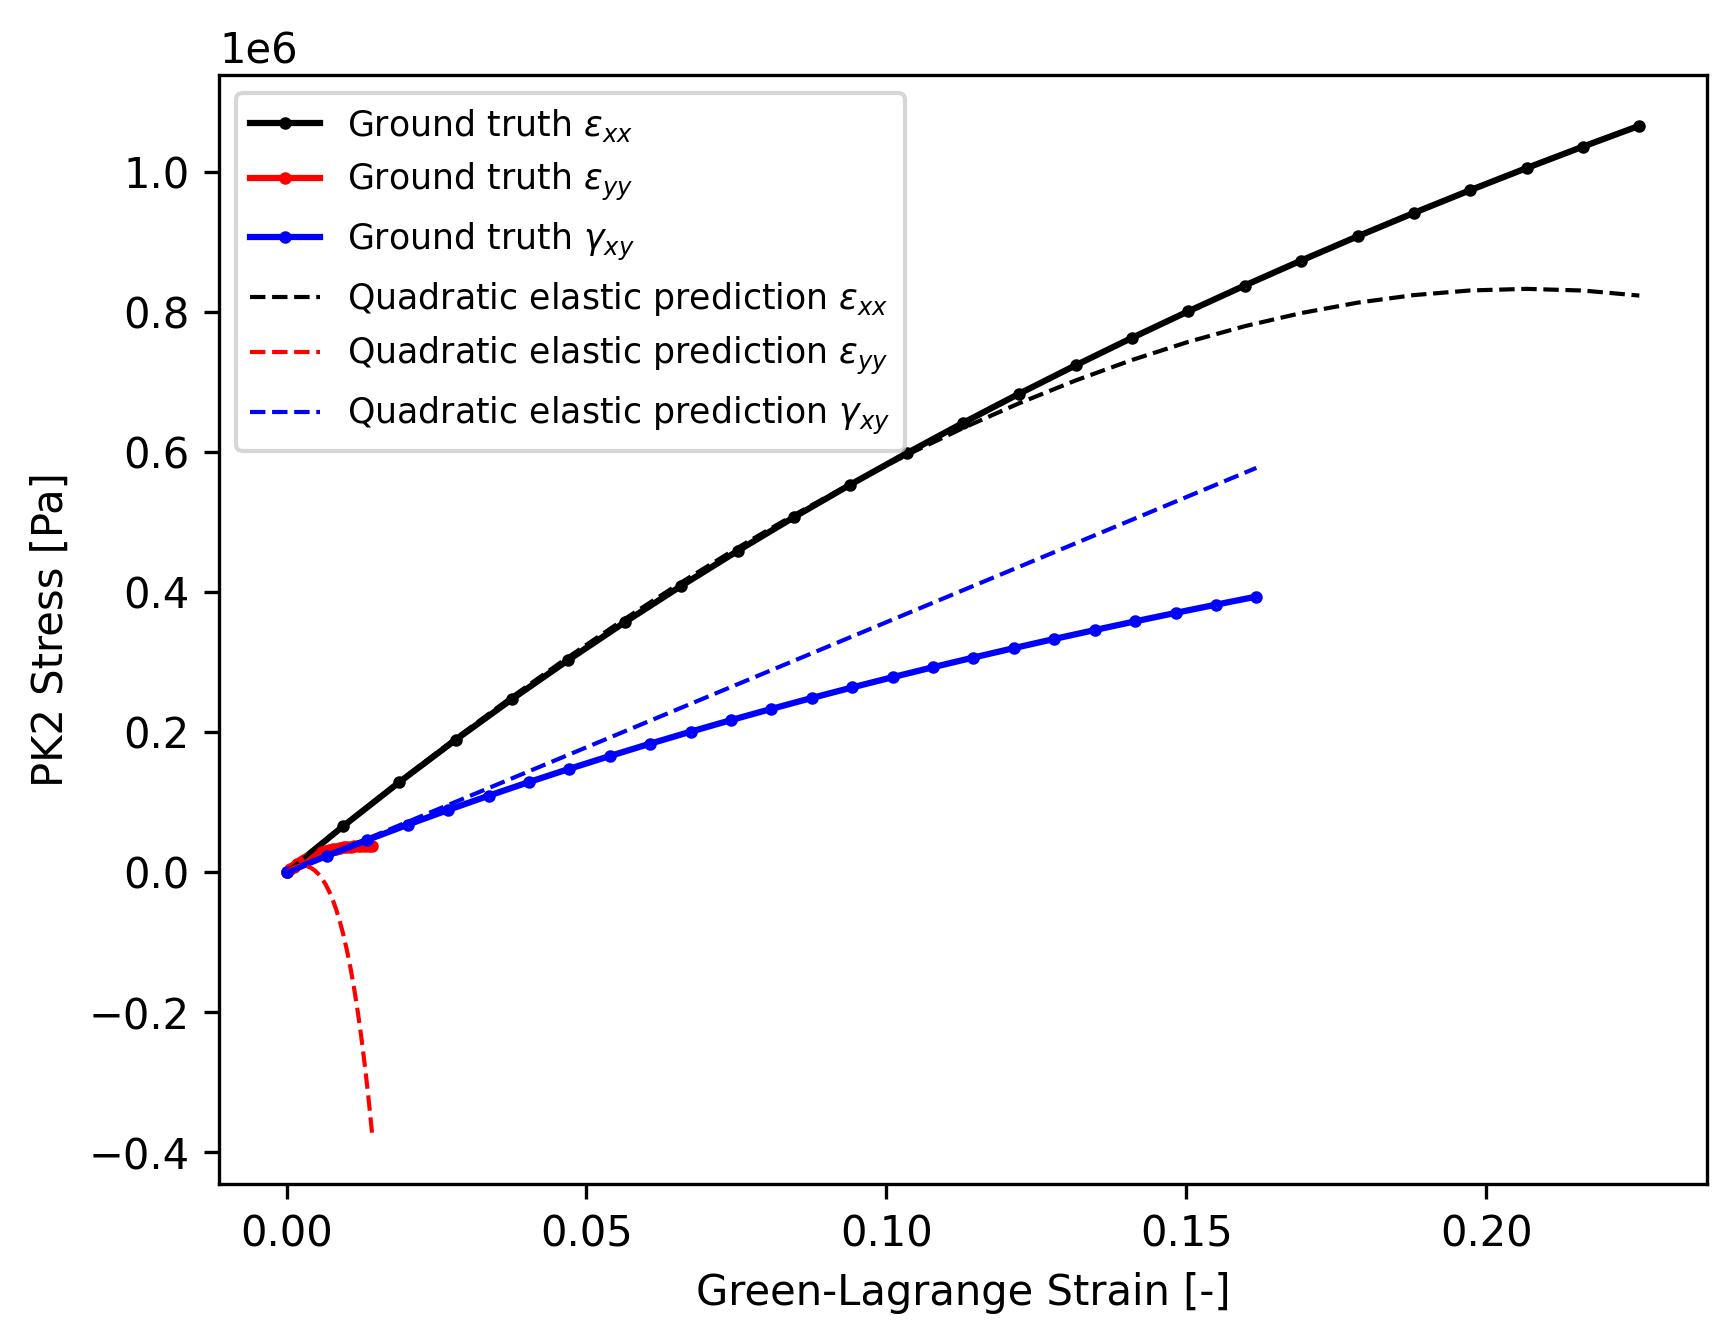 1e6
Ground truth εxx
Ground truth εyy
Ground truth γxy
Quadratic elastic prediction εxx
Quadratic elastic prediction εyy
Quadratic elastic prediction γxy
1.0
0.8
0.6
0.4
0.2
0.0
−0.2
−0.4
PK2 Stress [Pa]
0.00 0.05 0.10 0.15 0.20
Green-Lagrange Strain [-]